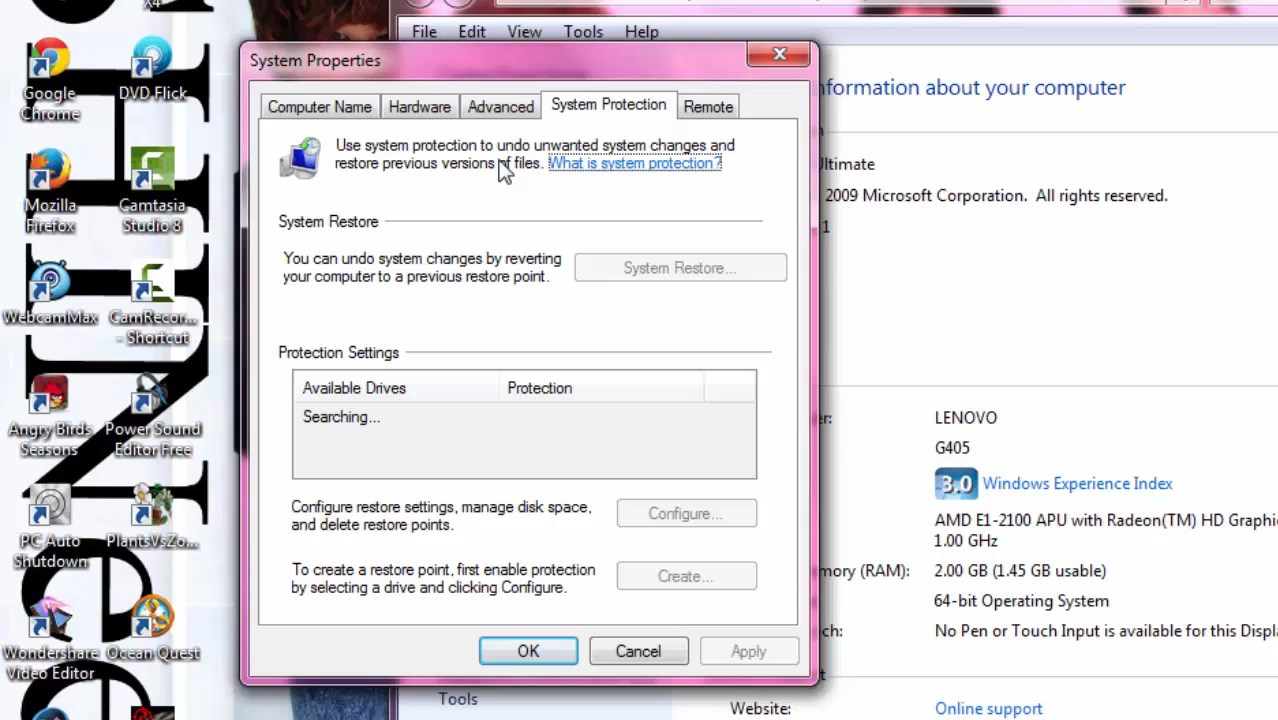 X4
Google
Chrome
DVD Flick
Mozilla
Firefox
Camtasia
Studio 8
WebcamMax
CamRecor...
- Shortcut
Angry Birds
Seasons
Power Sound
Editor Free
PC Auto
Shutdown
PlantsVsZo...
Wondershare
Video Editor
Ocean Quest
File Edit View Tools Help
System Properties
Computer Name Hardware Advanced System Protection Remote
Use system protection to undo unwanted system changes and
restore previous versions of files. What is system protection?
System Restore
You can undo system changes by reverting
your computer to a previous restore point.
System Restore...
Protection Settings
Available Drives Protection
Searching...
Configure restore settings, manage disk space,
and delete restore points.
Configure...
To create a restore point, first enable protection
by selecting a drive and clicking Configure.
Create...
OK Cancel Apply
nformation about your computer
Ultimate
2009 Microsoft Corporation. All rights reserved.
1
er: LENOVO
G405
3.0 Windows Experience Index
AMD E1-2100 APU with Radeon(TM) HD Graphic
1.00 GHz
mory (RAM): 2.00 GB (1.45 GB usable)
64-bit Operating System
ch: No Pen or Touch Input is available for this Displa
t
Tools
Website: Online support